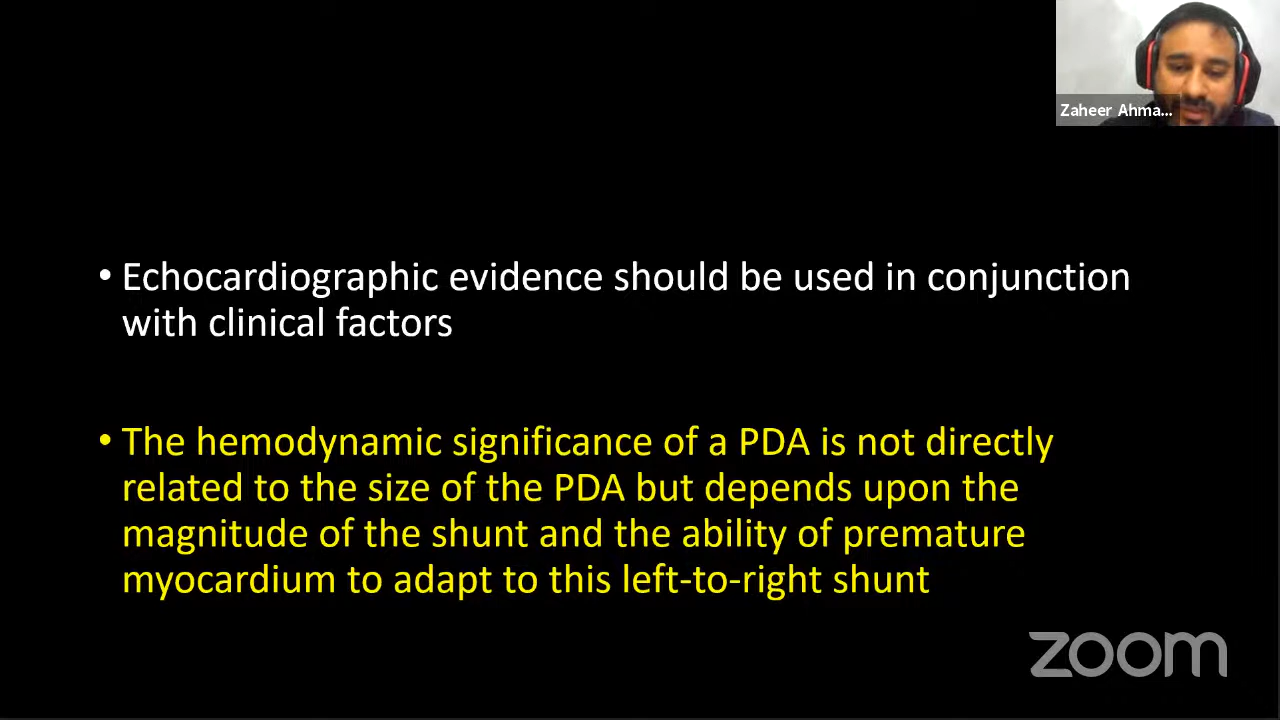 Zaheer Ahma...
• Echocardiographic evidence should be used in conjunction
with clinical factors
• The hemodynamic significance of a PDA is not directly
related to the size of the PDA but depends upon the
magnitude of the shunt and the ability of premature
myocardium to adapt to this left-to-right shunt
zoom